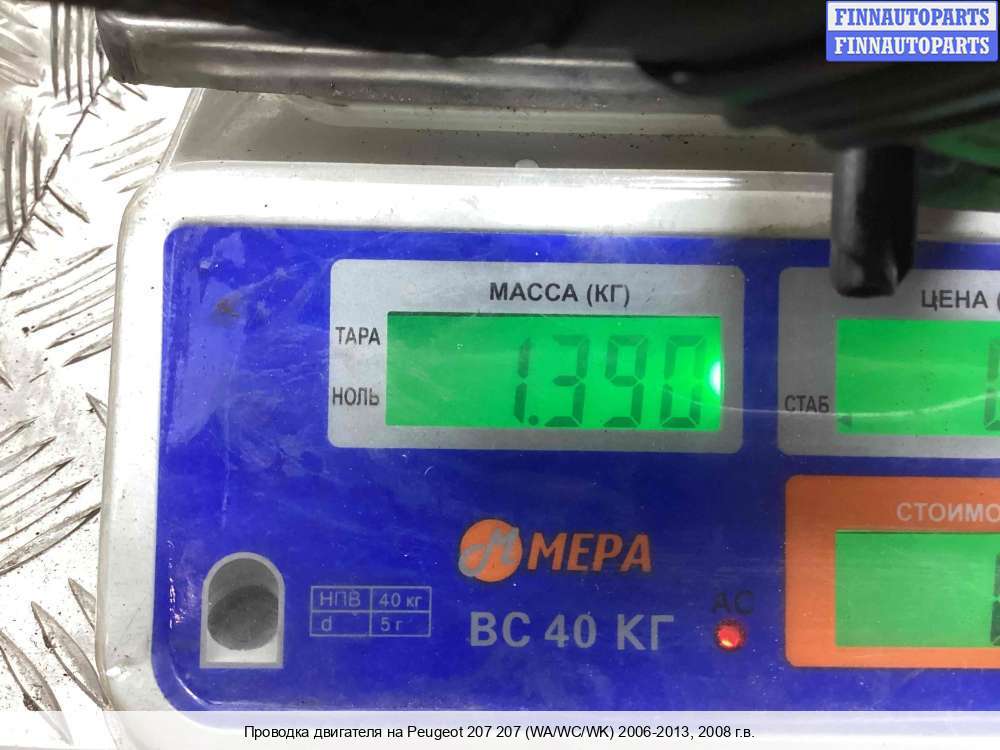 FINNAUTOPARTS
FINNAUTOPARTS
МАССА (КГ)
ТАРА
1.390
НОЛЬ
ЦЕНА (
СТАБ
СТОИМО
МЕРА
НПВ 40 кг
d 5 г
ВС 40 КГ
AC
Проводка двигателя на Peugeot 207 207 (WA/WC/WK) 2006-2013, 2008 г.в.